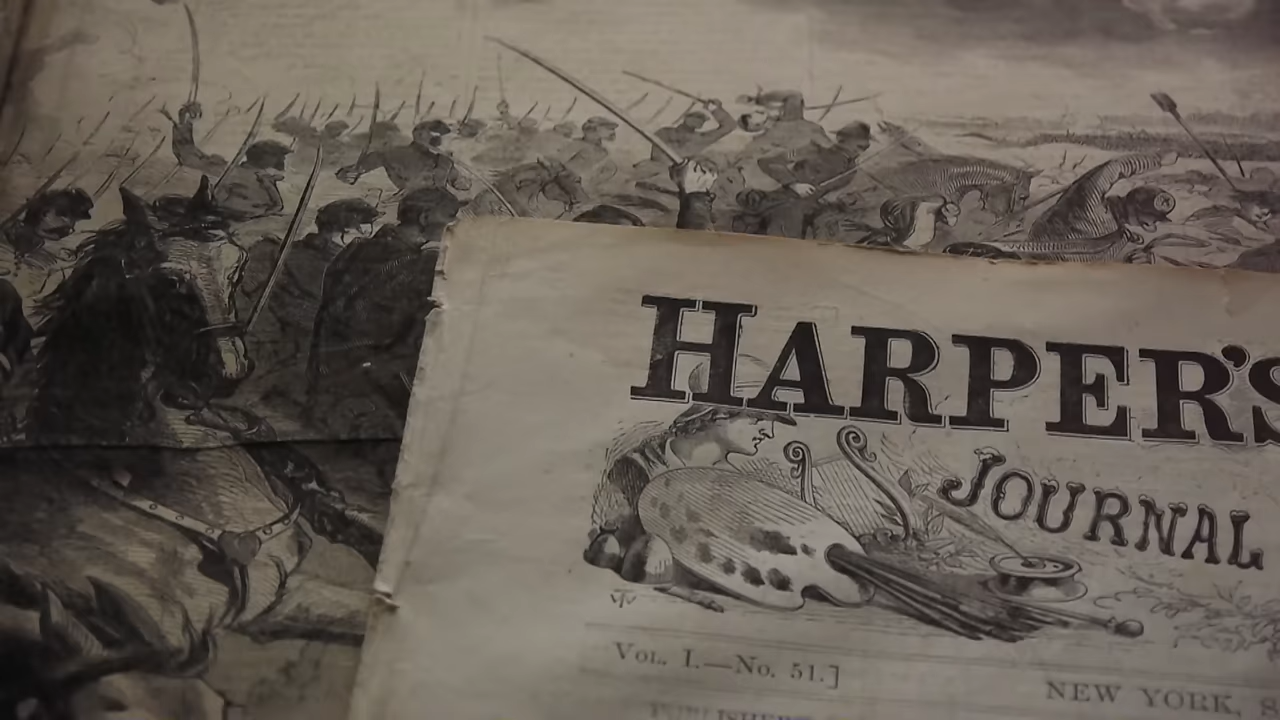 HARPER'S
JOURNAL
VOL. I.—No. 51.]
NEW YORK, S